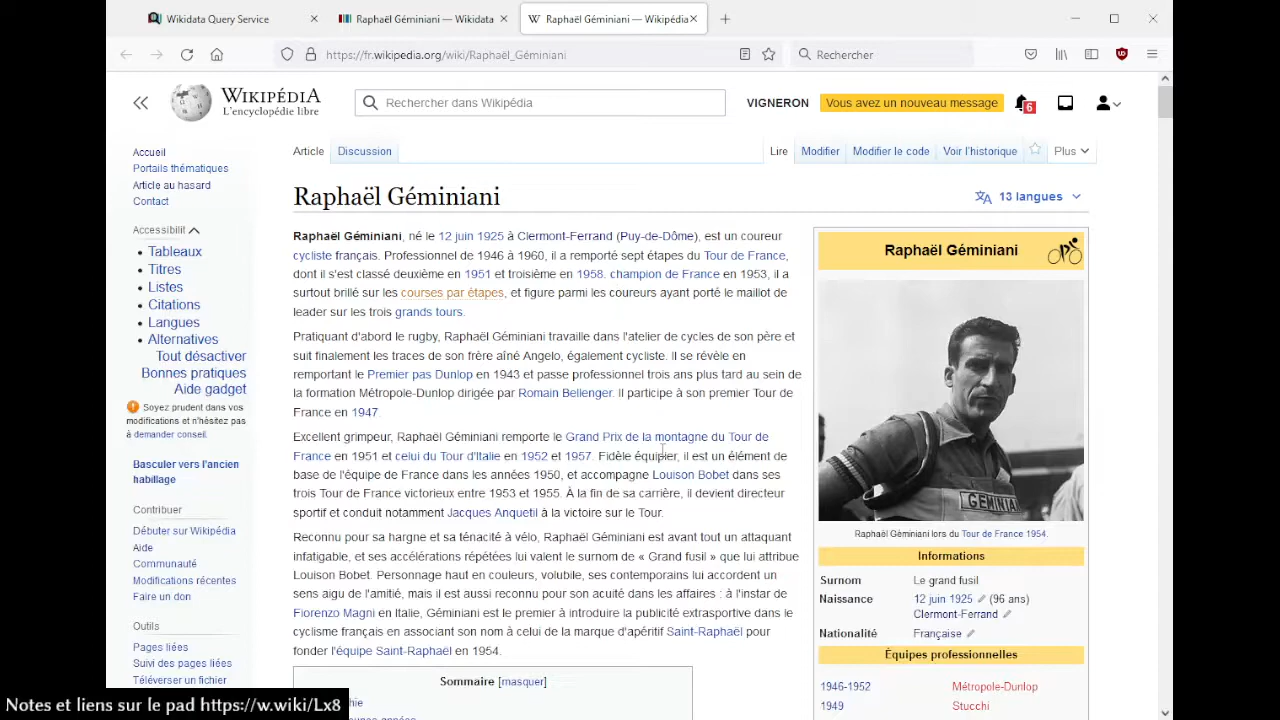 Wikidata Query Service
Raphaël Géminiani — Wikidata
Raphaël Géminiani — Wikipédia
https://fr.wikipedia.org/wiki/Raphaël_Géminiani
Rechercher
WIKIPÉDIA
L'encyclopédie libre
Rechercher dans Wikipédia
VIGNERON
Vous avez un nouveau message
6
Accueil
Portails thématiques
Article au hasard
Contact
Accessibilit
• Tableaux
• Titres
• Listes
• Citations
• Langues
• Alternatives
Tout désactiver
Bonnes pratiques
Aide gadget
Soyez prudent dans vos
modifications et n'hésitez pas
à demander conseil.
Basculer vers l'ancien
habillage
Contribuer
Débuter sur Wikipédia
Aide
Communauté
Modifications récentes
Faire un don
Outils
Pages liées
Suivi des pages liées
Téléverser un fichier
Article
Discussion
Lire
Modifier
Modifier le code
Voir l'historique
Plus
Raphaël Géminiani
13 langues
Raphaël Géminiani, né le 12 juin 1925 à Clermont-Ferrand (Puy-de-Dôme), est un coureur
cycliste français. Professionnel de 1946 à 1960, il a remporté sept étapes du Tour de France,
dont il s'est classé deuxième en 1951 et troisième en 1958. champion de France en 1953, il a
surtout brillé sur les courses par étapes, et figure parmi les coureurs ayant porté le maillot de
leader sur les trois grands tours.
Pratiquant d'abord le rugby, Raphaël Géminiani travaille dans l'atelier de cycles de son père et
suit finalement les traces de son frère aîné Angelo, également cycliste. Il se révèle en
remportant le Premier pas Dunlop en 1943 et passe professionnel trois ans plus tard au sein de
la formation Métropole-Dunlop dirigée par Romain Bellenger. Il participe à son premier Tour de
France en 1947.
Excellent grimpeur, Raphaël Géminiani remporte le Grand Prix de la montagne du Tour de
France en 1951 et celui du Tour d'Italie en 1952 et 1957. Fidèle équipier, il est un élément de
base de l'équipe de France dans les années 1950, et accompagne Louison Bobet dans ses
trois Tour de France victorieux entre 1953 et 1955. À la fin de sa carrière, il devient directeur
sportif et conduit notamment Jacques Anquetil à la victoire sur le Tour.
Reconnu pour sa hargne et sa ténacité à vélo, Raphaël Géminiani est avant tout un attaquant
infatigable, et ses accélérations répétées lui valent le surnom de « Grand fusil » que lui attribue
Louison Bobet. Personnage haut en couleurs, volubile, ses contemporains lui accordent un
sens aigu de l'amitié, mais il est aussi reconnu pour son acuité dans les affaires : à l'instar de
Fiorenzo Magni en Italie, Géminiani est le premier à introduire la publicité extrasportive dans le
cyclisme français en associant son nom à celui de la marque d'apéritif Saint-Raphaël pour
fonder l'équipe Saint-Raphaël en 1954.
Sommaire [masquer]
Raphaël Géminiani
GEMINIANI
Raphaël Géminiani lors du Tour de France 1954.
Informations
Surnom Le grand fusil
Naissance 12 juin 1925 (96 ans)
Clermont-Ferrand
Nationalité Française
Équipes professionnelles
1946-1952 Métropole-Dunlop
1949 Stucchi
Notes et liens sur le pad https://w.wiki/Lx8